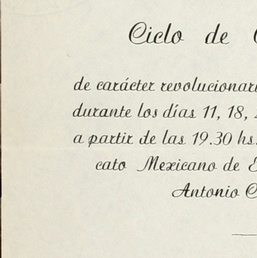 Ciclo de
de carácter revolucionari
durante los días 11, 18,
a partir de las 19.30 hs.
cato Mexicano de E
Antonio C